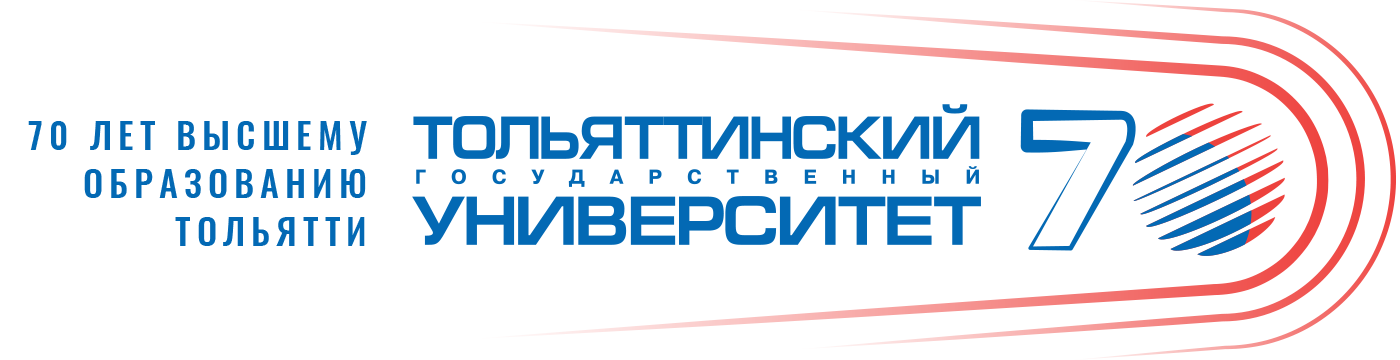 70 ЛЕТ ВЫСШЕМУ
ОБРАЗОВАНИЮ
ТОЛЬЯТТИ
ТОЛЬЯТТИНСКИЙ
ГОСУДАРСТВЕННЫЙ
УНИВЕРСИТЕТ
70